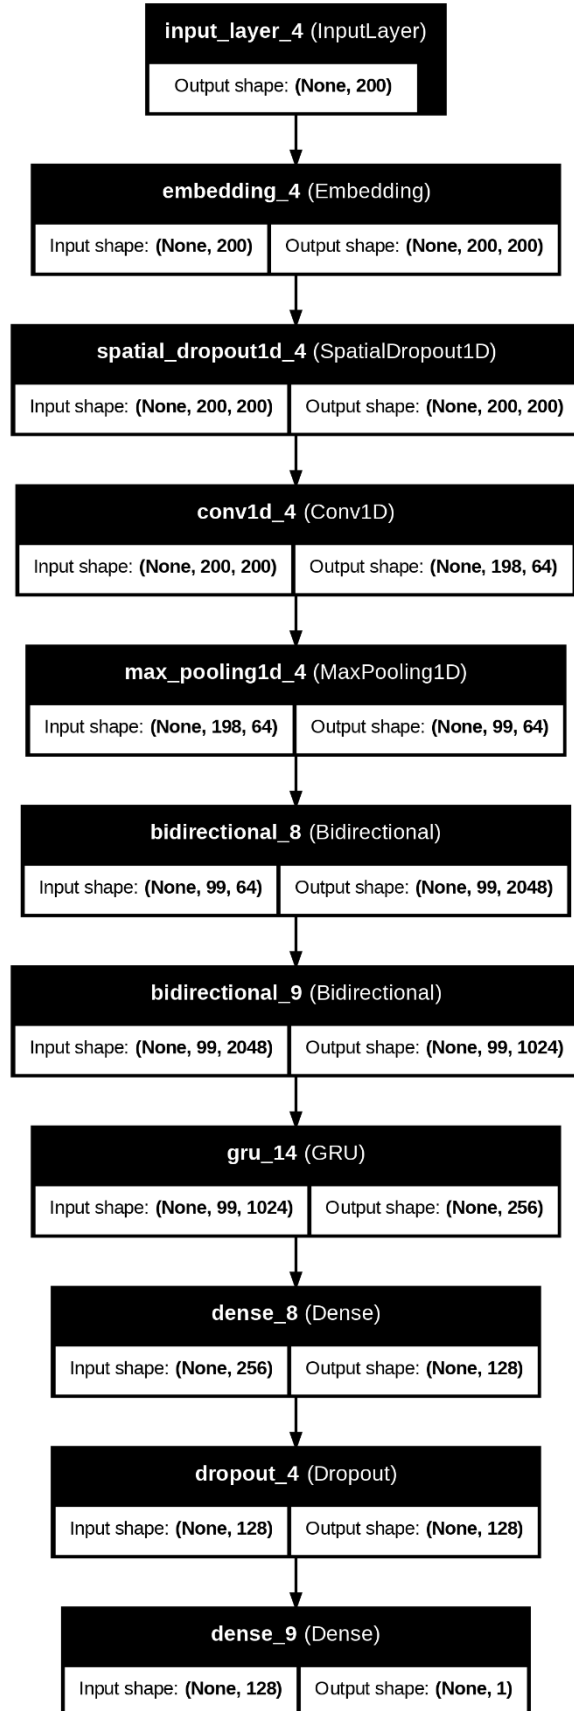 input_layer_4 (InputLayer)
Output shape: (None, 200)
embedding_4 (Embedding)
Input shape: (None, 200) Output shape: (None, 200, 200)
spatial_dropout1d_4 (SpatialDropout1D)
Input shape: (None, 200, 200) Output shape: (None, 200, 200)
conv1d_4 (Conv1D)
Input shape: (None, 200, 200) Output shape: (None, 198, 64)
max_pooling1d_4 (MaxPooling1D)
Input shape: (None, 198, 64) Output shape: (None, 99, 64)
bidirectional_8 (Bidirectional)
Input shape: (None, 99, 64) Output shape: (None, 99, 2048)
bidirectional_9 (Bidirectional)
Input shape: (None, 99, 2048) Output shape: (None, 99, 1024)
gru_14 (GRU)
Input shape: (None, 99, 1024) Output shape: (None, 256)
dense_8 (Dense)
Input shape: (None, 256) Output shape: (None, 128)
dropout_4 (Dropout)
Input shape: (None, 128) Output shape: (None, 128)
dense_9 (Dense)
Input shape: (None, 128) Output shape: (None, 1)